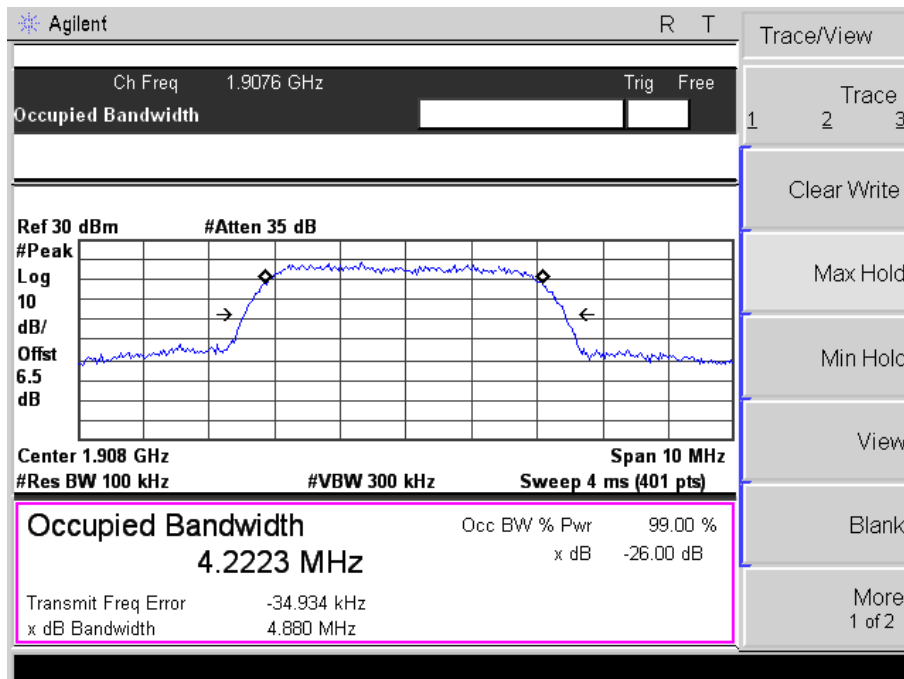 Agilent R T
Ch Freq 1.9076 GHz Trig Free
Occupied Bandwidth
Ref 30 dBm #Atten 35 dB
#Peak
Log
10
dB/
Offst
6.5
dB
Center 1.908 GHz Span 10 MHz
#Res BW 100 kHz #VBW 300 kHz Sweep 4 ms (401 pts)
Occupied Bandwidth
4.2223 MHz
Occ BW % Pwr 99.00 %
x dB -26.00 dB
Transmit Freq Error -34.934 kHz
x dB Bandwidth 4.880 MHz
Trace/View
Trace
1 2 3
Clear Write
Max Hold
Min Hold
View
Blank
More
1 of 2